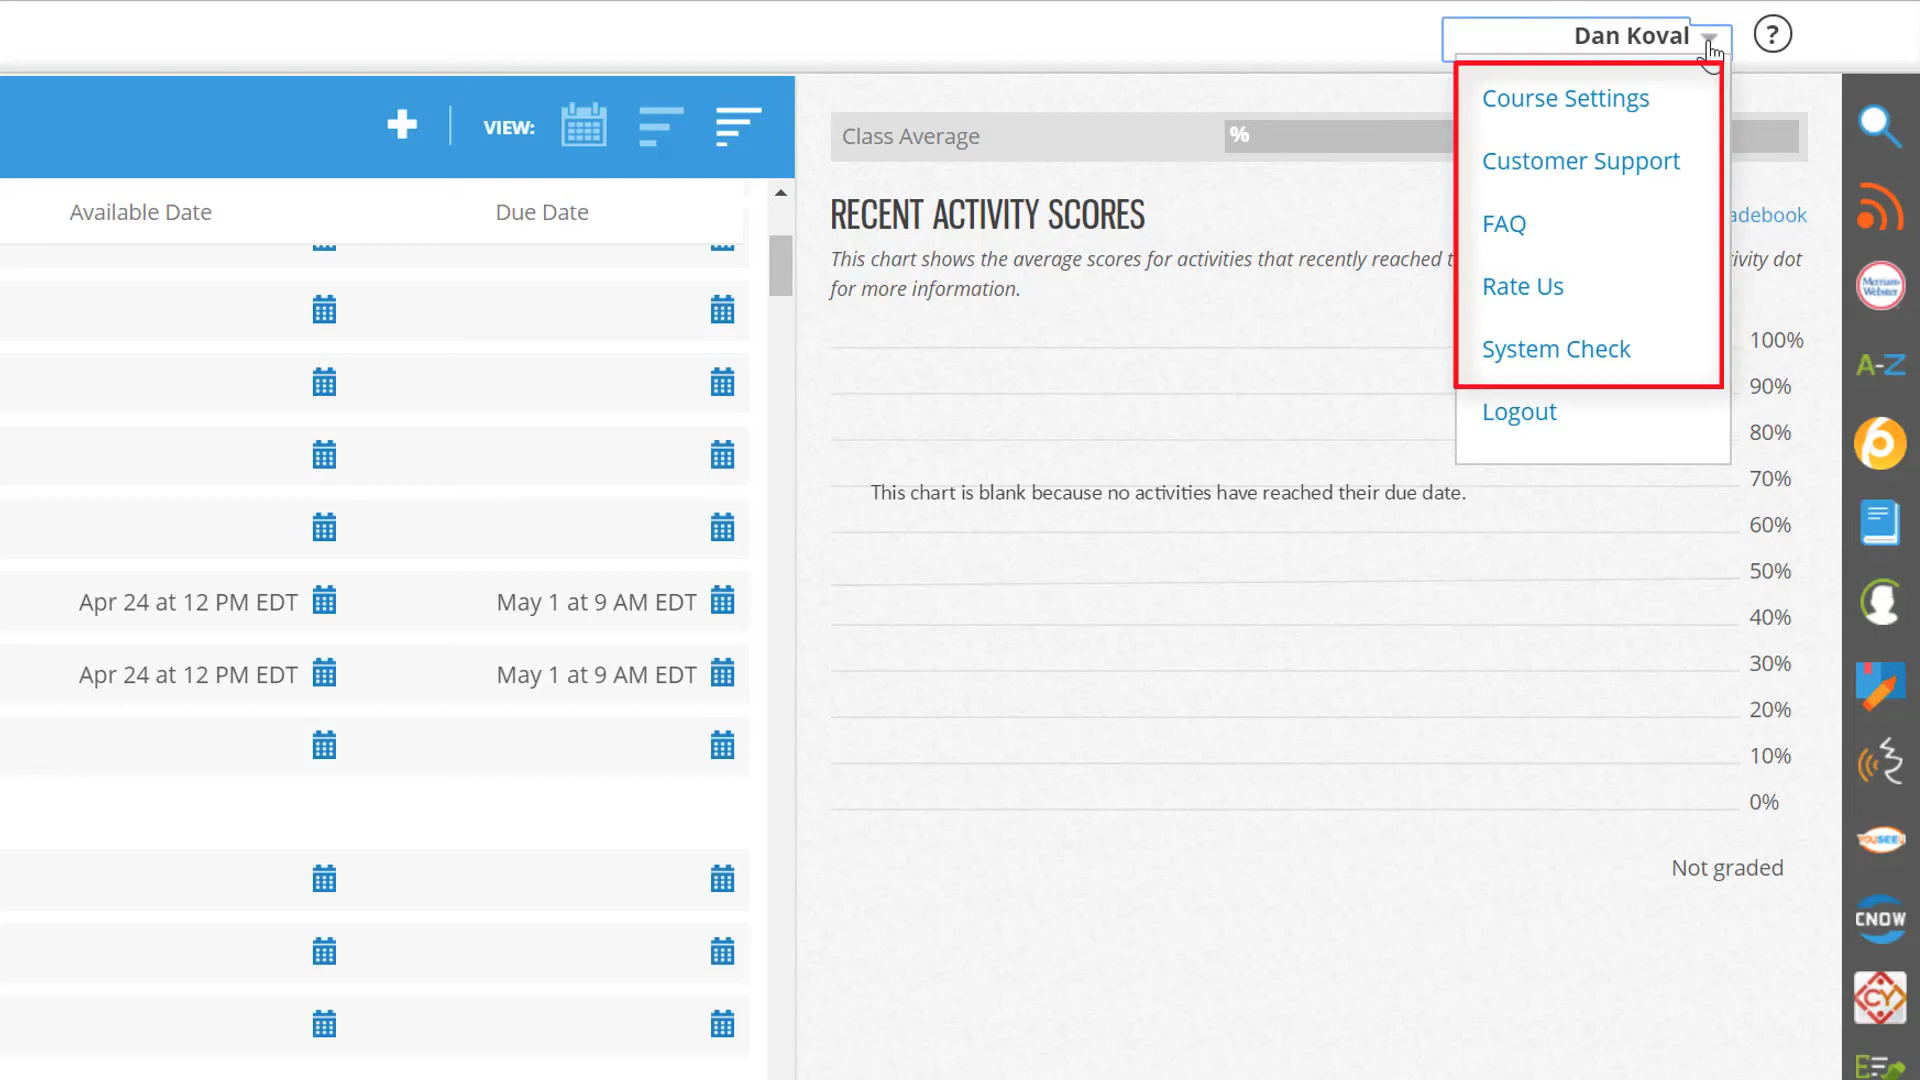 Dan Koval
?
VIEW:
Available Date
Due Date
Apr 24 at 12 PM EDT
May 1 at 9 AM EDT
Apr 24 at 12 PM EDT
May 1 at 9 AM EDT
Class Average
%
RECENT ACTIVITY SCORES
adebook
This chart shows the average scores for activities that recently reached t
ivity dot
for more information.
Course Settings
Customer Support
FAQ
Rate Us
System Check
Logout
This chart is blank because no activities have reached their due date.
100%
90%
80%
70%
60%
50%
40%
30%
20%
10%
0%
Not graded
Merriam-
Webster
A-Z
YOUSEEU
CNOW
CY